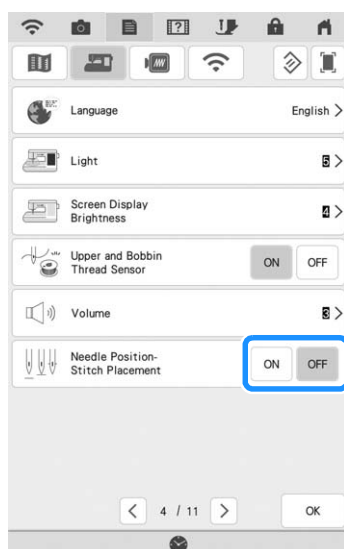 Language
English >
Light
5 >
Screen Display
Brightness
4 >
Upper and Bobbin
Thread Sensor
ON
OFF
Volume
3 >
Needle Position-
Stitch Placement
ON
OFF
< 4 / 11 >
OK